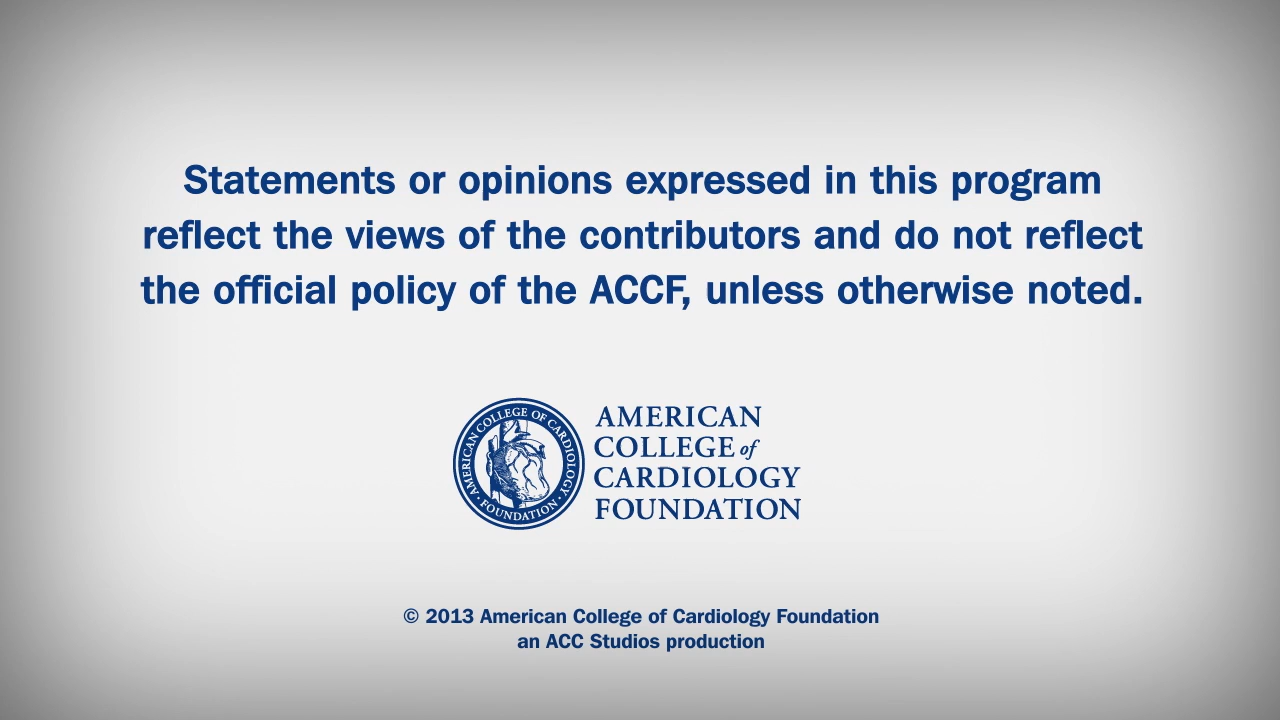 Statements or opinions expressed in this program
reflect the views of the contributors and do not reflect
the official policy of the ACCF, unless otherwise noted.
AMERICAN COLLEGE OF CARDIOLOGY
· FOUNDATION ·
AMERICAN
COLLEGE of
CARDIOLOGY
FOUNDATION
© 2013 American College of Cardiology Foundation
an ACC Studios production